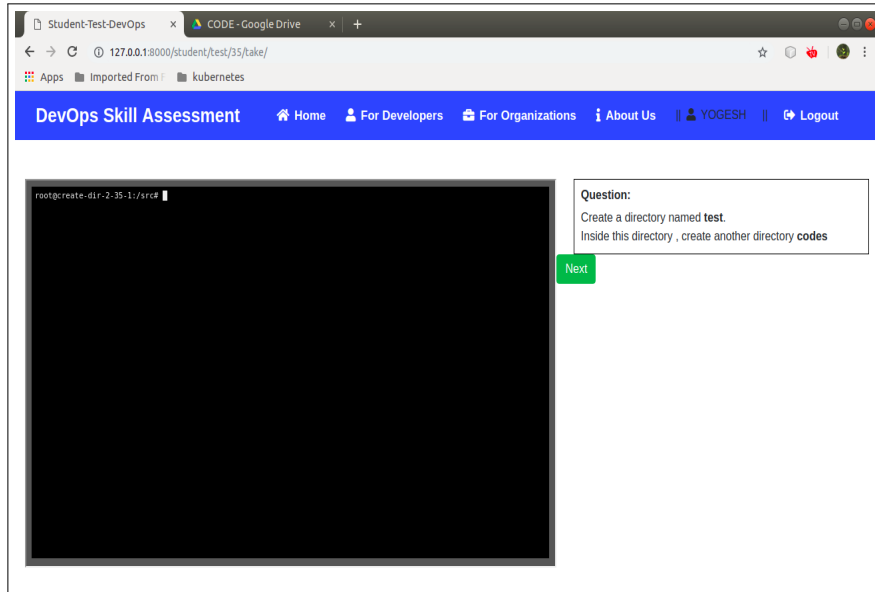 Student-Test-DevOps × CODE - Google Drive × +
127.0.0.1:8000/student/test/35/take/
Apps Imported From F kubernetes
DevOps Skill Assessment Home For Developers For Organizations About Us || YOGESH || Logout
root@create-dir-2-35-1:/src#
Question:
Create a directory named test.
Inside this directory , create another directory codes
Next